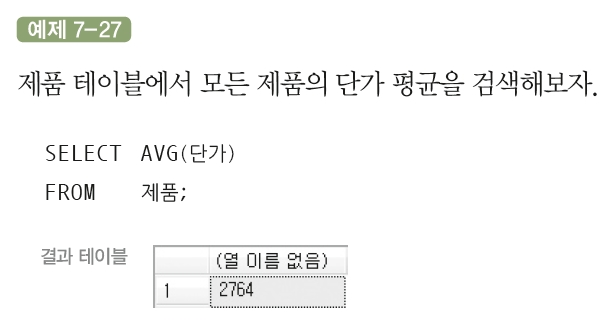 예제 7-27
제품 테이블에서 모든 제품의 단가 평균을 검색해보자.
SELECT AVG(단가)
FROM 제품;
결과 테이블
(열 이름 없음)
1 2764